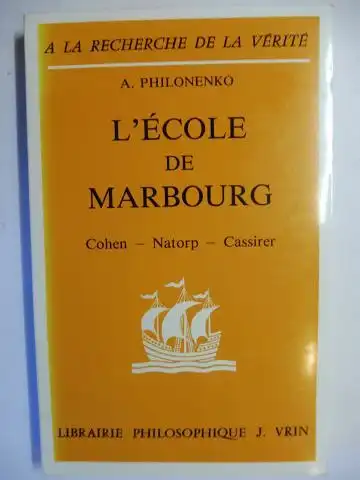 A LA RECHERCHE DE LA VÉRITÉ
A. PHILONENKO
L'ÉCOLE
DE
MARBOURG
Cohen – Natorp – Cassirer
LIBRAIRIE PHILOSOPHIQUE J. VRIN